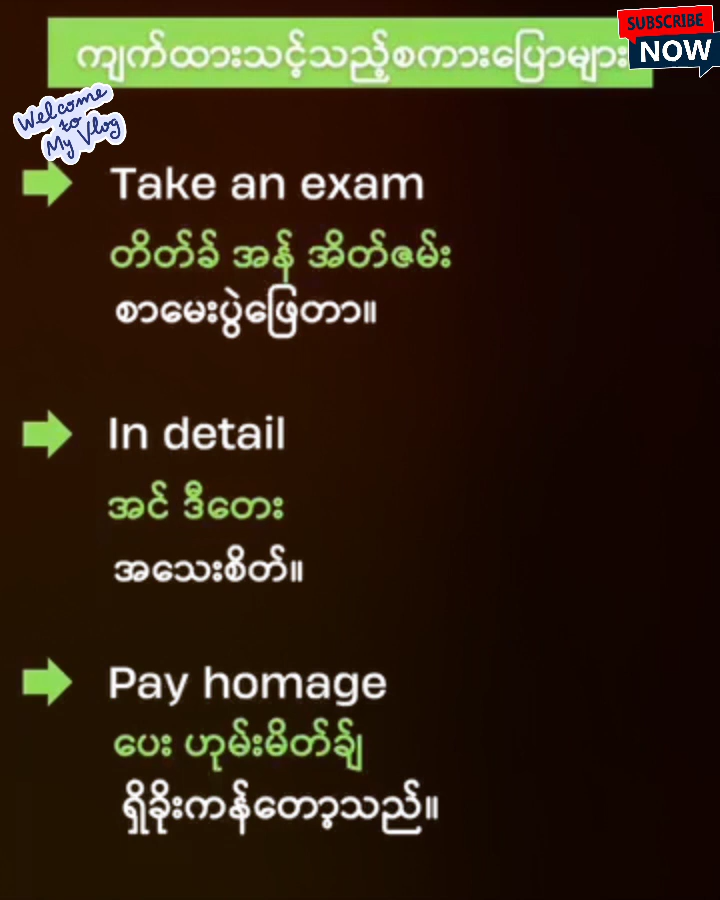 ကျက်ထားသင့်သည့်စကားပြောများ
SUBSCRIBE
NOW
Welcome
to
My Vlog
Take an exam
တိတ်ခ် အန် အိတ်ဇမ်း
စာမေးပွဲဖြေတာ။
In detail
အင် ဒီတေး
အသေးစိတ်။
Pay homage
ပေး ဟုမ်းမိတ်ချ်
ရှိခိုးကန်တော့သည်။